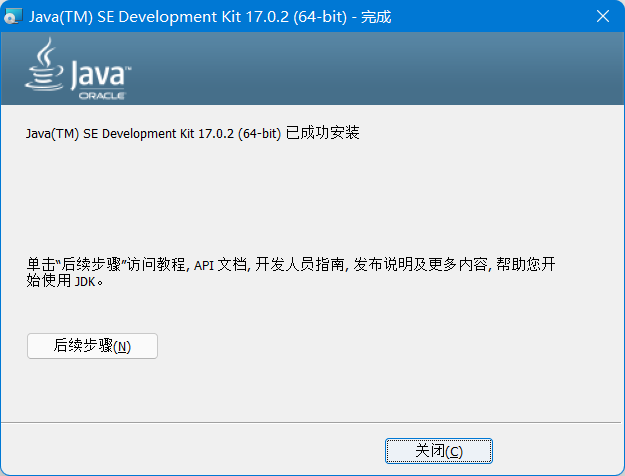 Java(TM) SE Development Kit 17.0.2 (64-bit) - 完成
Java™
ORACLE
Java(TM) SE Development Kit 17.0.2 (64-bit) 已成功安装
单击“后续步骤”访问教程, API 文档, 开发人员指南, 发布说明及更多内容, 帮助您开
始使用 JDK。
后续步骤(N)
关闭(C)